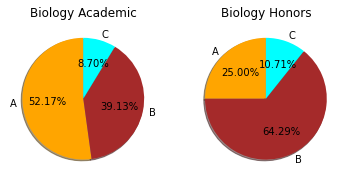 Biology Academic
C
8.70%
A
52.17%
39.13%
B
Biology Honors
C
A
10.71%
25.00%
64.29%
B